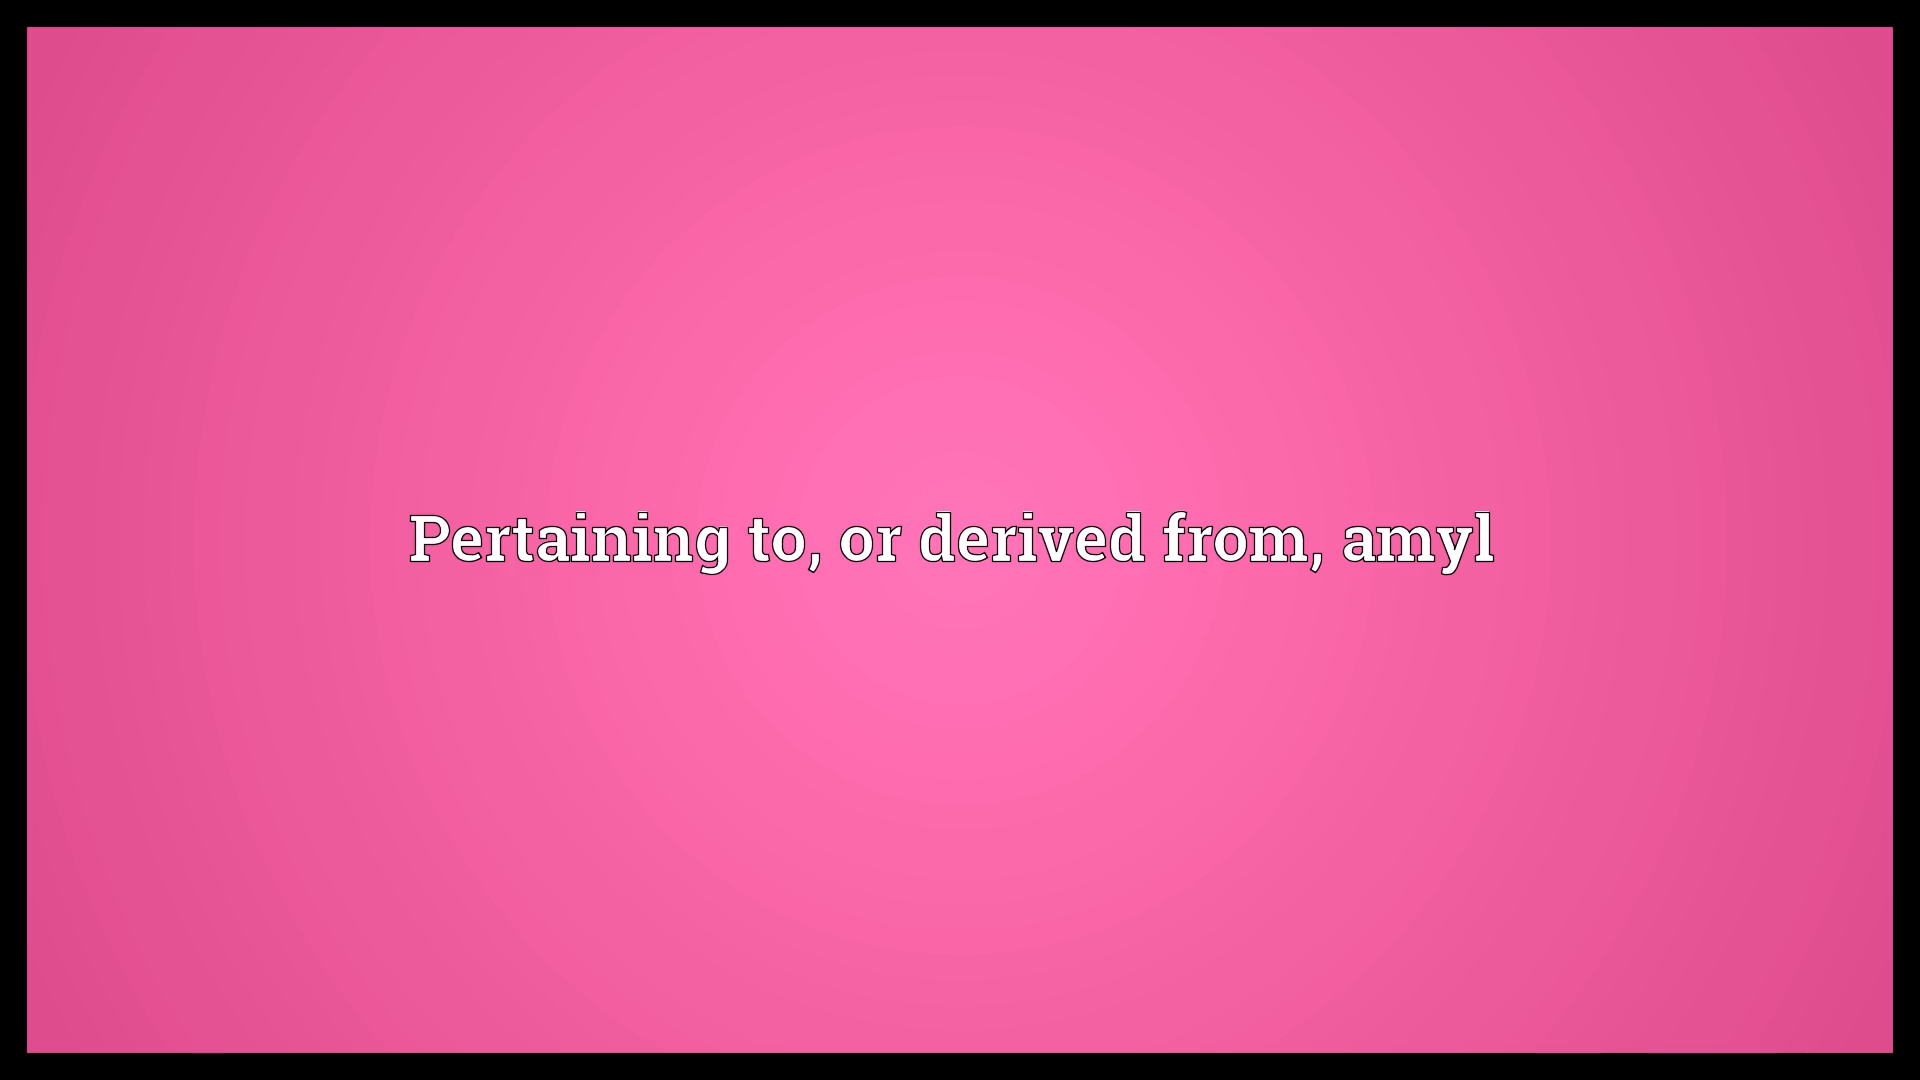 Pertaining to, or derived from, amyl